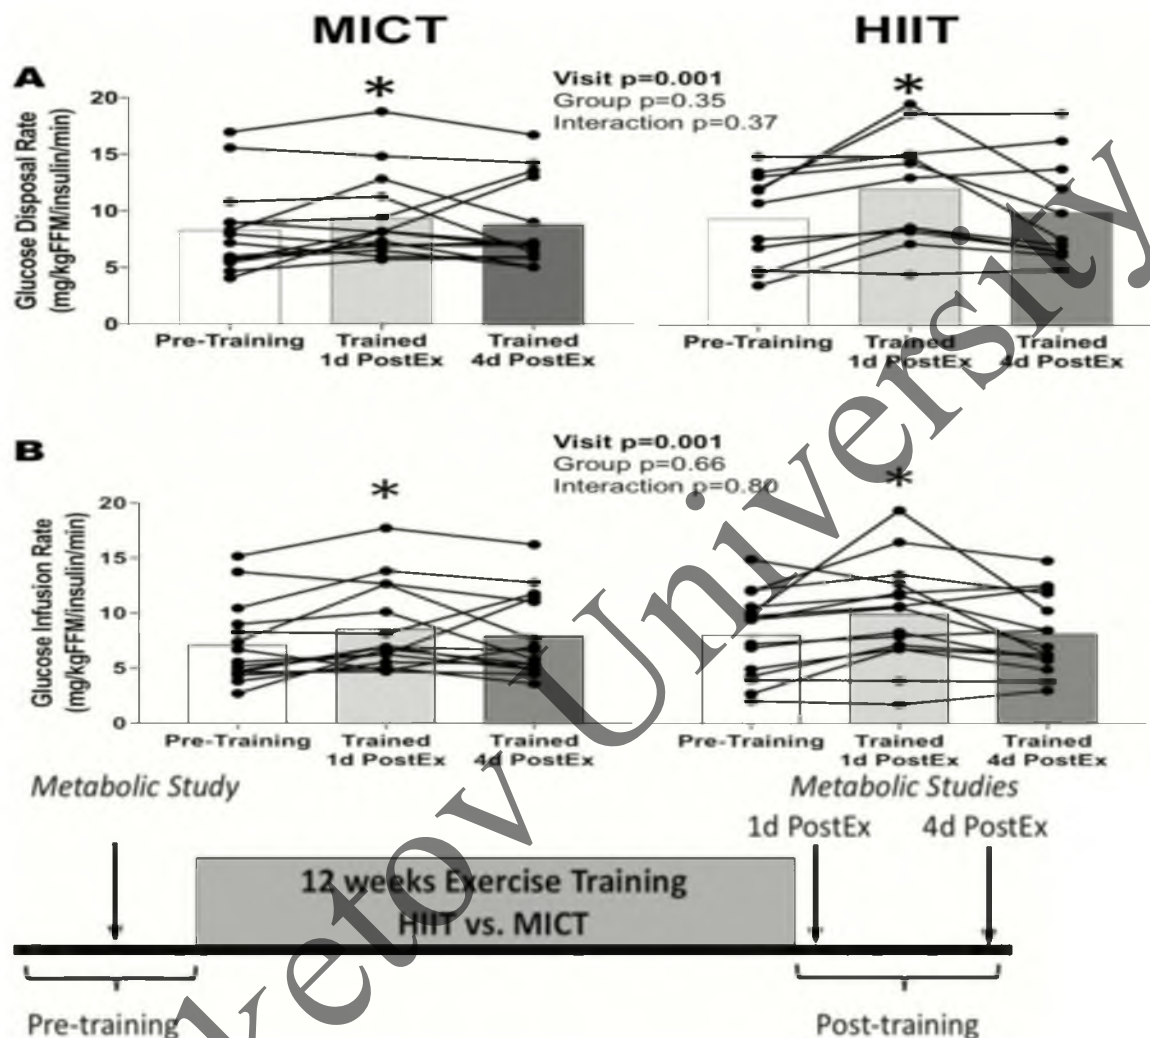 MICT
HIIT
A
*
Visit p=0.001
Group p=0.35
Interaction p=0.37
*
Glucose Disposal Rate
(mg/kgFFM/insulin/min)
20
15
10
5
0
Pre-Training
Trained
1d PostEx
Trained
4d PostEx
Pre-Training
Trained
1d PostEx
Trained
4d PostEx
B
*
Visit p=0.001
Group p=0.66
Interaction p=0.80
*
Glucose Infusion Rate
(mg/kgFFM/insulin/min)
20
15
10
5
0
Pre-Training
Trained
1d PostEx
Trained
4d PostEx
Pre-Training
Trained
1d PostEx
Trained
4d PostEx
Metabolic Study
Metabolic Studies
1d PostEx
4d PostEx
12 weeks Exercise Training
HIIT vs. MICT
Pre-training
Post-training
ketov University